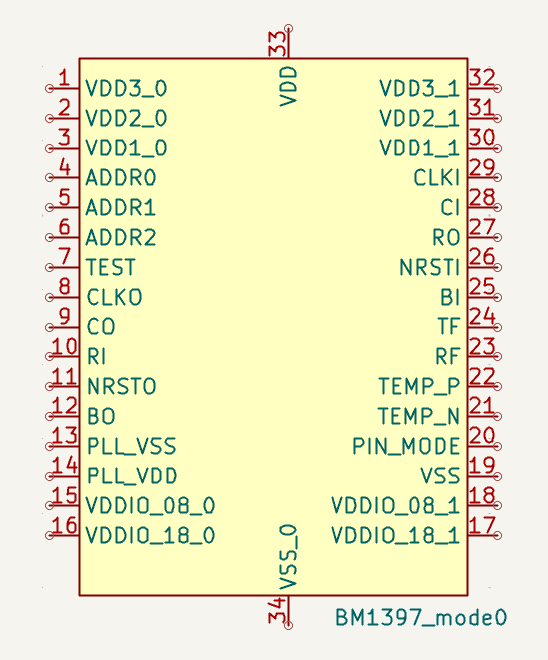 33
VDD
1 VDD3_0 VDD3_1 32
2 VDD2_0 VDD2_1 31
3 VDD1_0 VDD1_1 30
4 ADDR0 CLKI 29
5 ADDR1 CI 28
6 ADDR2 RO 27
7 TEST NRSTI 26
8 CLKO BI 25
9 CO TF 24
10 RI RF 23
11 NRSTO TEMP_P 22
12 BO TEMP_N 21
13 PLL_VSS PIN_MODE 20
14 PLL_VDD VSS 19
15 VDDIO_08_0 VDDIO_08_1 18
16 VDDIO_18_0 VDDIO_18_1 17
VSS_0
34
BM1397_mode0